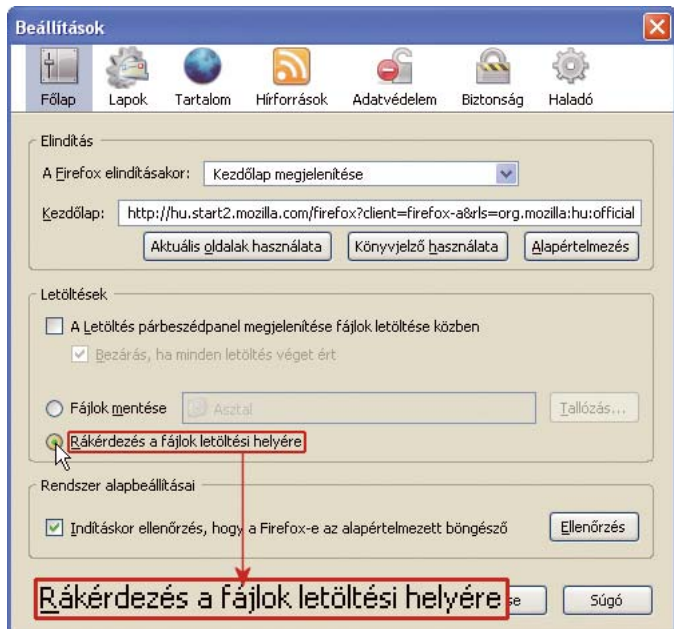 Beállítások
Főlap Lapok Tartalom Hírforrások Adatvédelem Biztonság Haladó
Elindítás
A Firefox elindításakor: Kezdőlap megjelenítése
Kezdőlap: http://hu.start2.mozilla.com/firefox?client=firefox-a&rls=org.mozilla:hu:official
Aktuális oldalak használata Könyvjelző használata Alapértelmezés
Letöltések
A Letöltés párbeszédpanel megjelenítése fájlok letöltése közben
Bezárás, ha minden letöltés véget ért
Fájlok mentése Asztal Tallózás...
Rákérdezés a fájlok letöltési helyére
Rendszer alapbeállításai
Indításkor ellenőrzés, hogy a Firefox-e az alapértelmezett böngésző Ellenőrzés
Rákérdezés a fájlok letöltési helyére Súgó